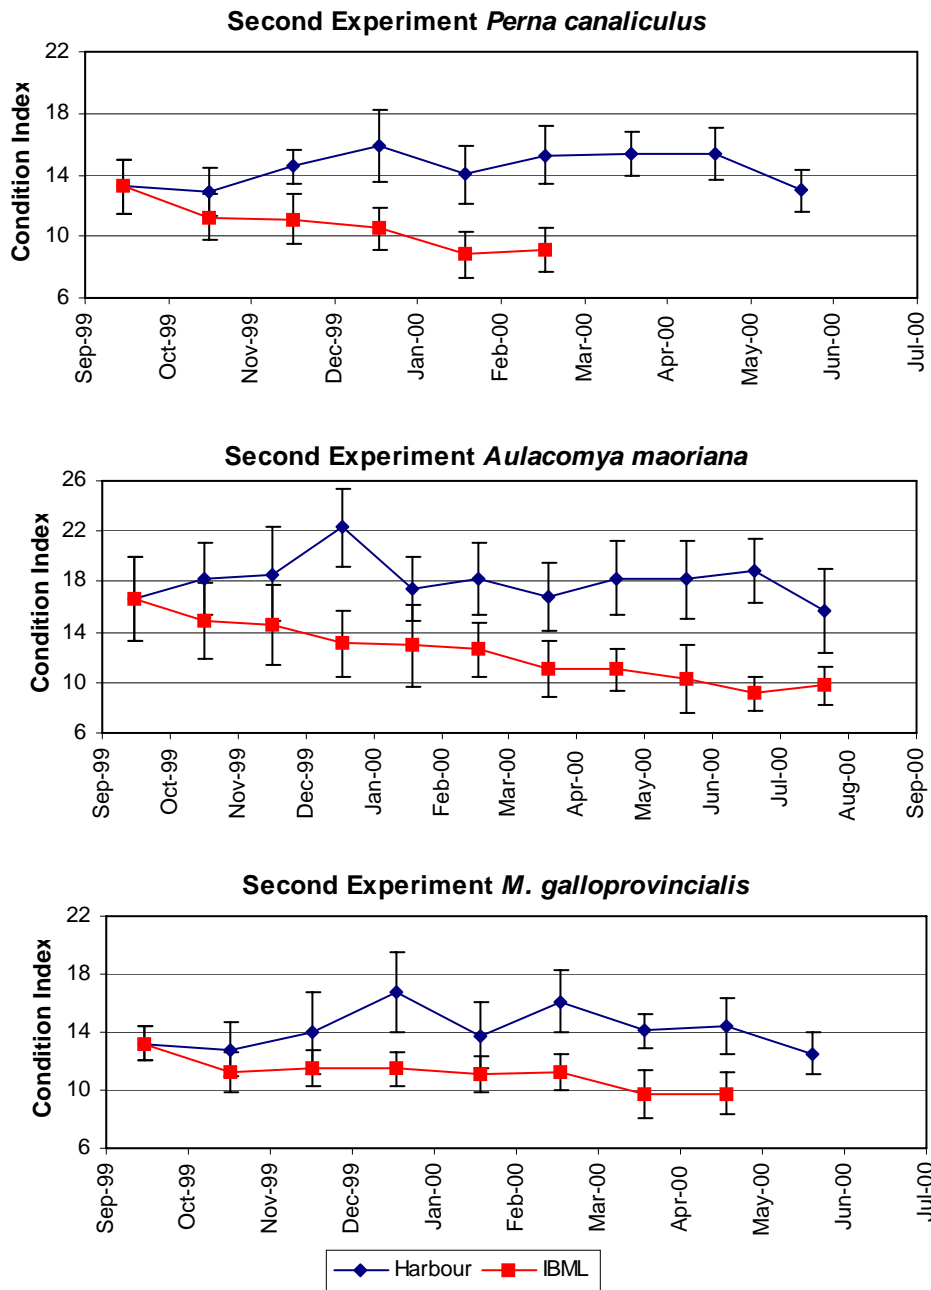 Second Experiment Perna canaliculus
Condition Index
22
18
14
10
6
Sep-99
Oct-99
Nov-99
Dec-99
Jan-00
Feb-00
Mar-00
Apr-00
May-00
Jun-00
Jul-00
Second Experiment Aulacomya maoriana
Condition Index
26
22
18
14
10
6
Sep-99
Oct-99
Nov-99
Dec-99
Jan-00
Feb-00
Mar-00
Apr-00
May-00
Jun-00
Jul-00
Aug-00
Sep-00
Second Experiment M. galloprovincialis
Condition Index
22
18
14
10
6
Sep-99
Oct-99
Nov-99
Dec-99
Jan-00
Feb-00
Mar-00
Apr-00
May-00
Jun-00
Jul-00
Harbour IBML